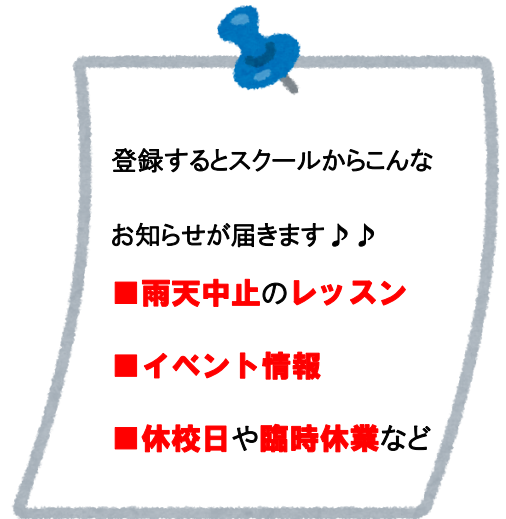 登録するとスクールからこんな
お知らせが届きます♪♪
■雨天中止のレッスン
■イベント情報
■休校日や臨時休業など